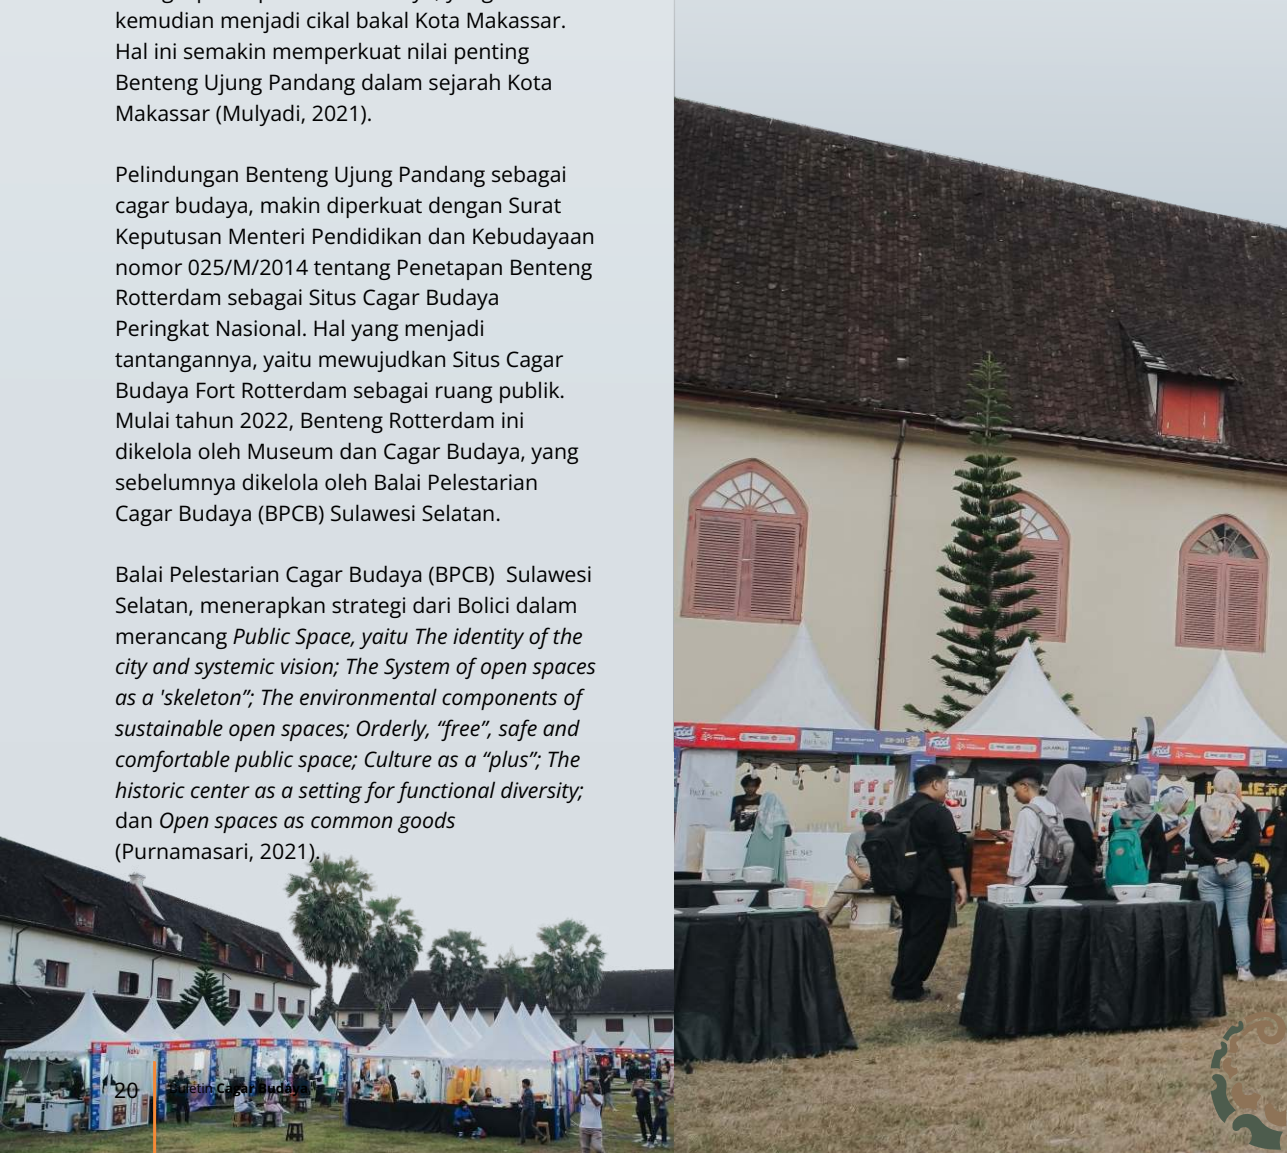 kemudian menjadi cikal bakal Kota Makassar.
Hal ini semakin memperkuat nilai penting
Benteng Ujung Pandang dalam sejarah Kota
Makassar (Mulyadi, 2021).
Pelindungan Benteng Ujung Pandang sebagai
cagar budaya, makin diperkuat dengan Surat
Keputusan Menteri Pendidikan dan Kebudayaan
nomor 025/M/2014 tentang Penetapan Benteng
Rotterdam sebagai Situs Cagar Budaya
Peringkat Nasional. Hal yang menjadi
tantangannya, yaitu mewujudkan Situs Cagar
Budaya Fort Rotterdam sebagai ruang publik.
Mulai tahun 2022, Benteng Rotterdam ini
dikelola oleh Museum dan Cagar Budaya, yang
sebelumnya dikelola oleh Balai Pelestarian
Cagar Budaya (BPCB) Sulawesi Selatan.
Balai Pelestarian Cagar Budaya (BPCB)  Sulawesi
Selatan, menerapkan strategi dari Bolici dalam
merancang Public Space, yaitu The identity of the
city and systemic vision; The System of open spaces
as a 'skeleton”; The environmental components of
sustainable open spaces; Orderly, “free”, safe and
comfortable public space; Culture as a “plus”; The
historic center as a setting for functional diversity;
dan Open spaces as common goods
(Purnamasari, 2021).
20
Buletin Cagar Budaya
Food
Food
Food